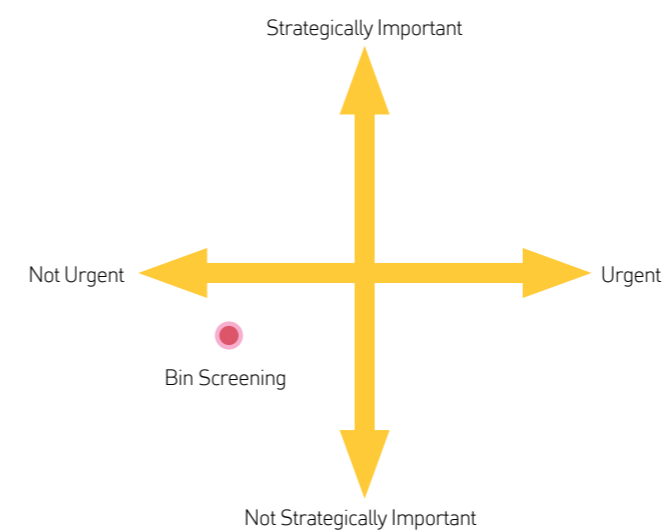 Strategically Important
Not Urgent
Urgent
Bin Screening
Not Strategically Important